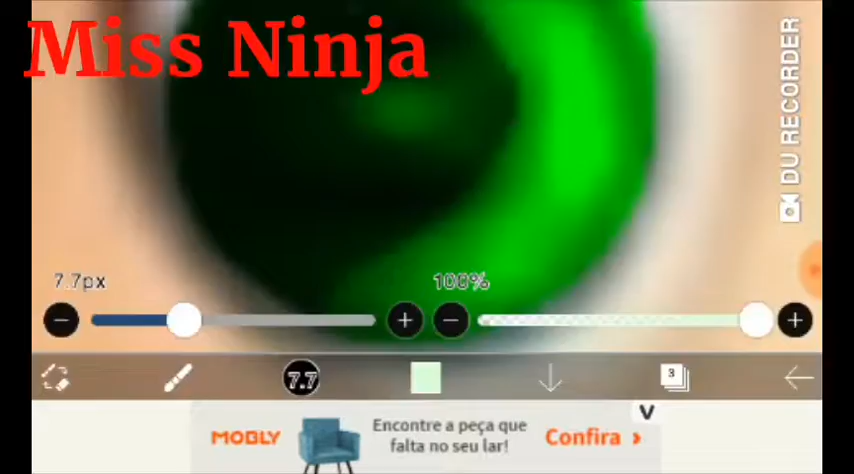 Miss Ninja
DU RECORDER
7.7px
100%
7.7
3
MOBLY
Encontre a peça que
falta no seu lar!
Confira